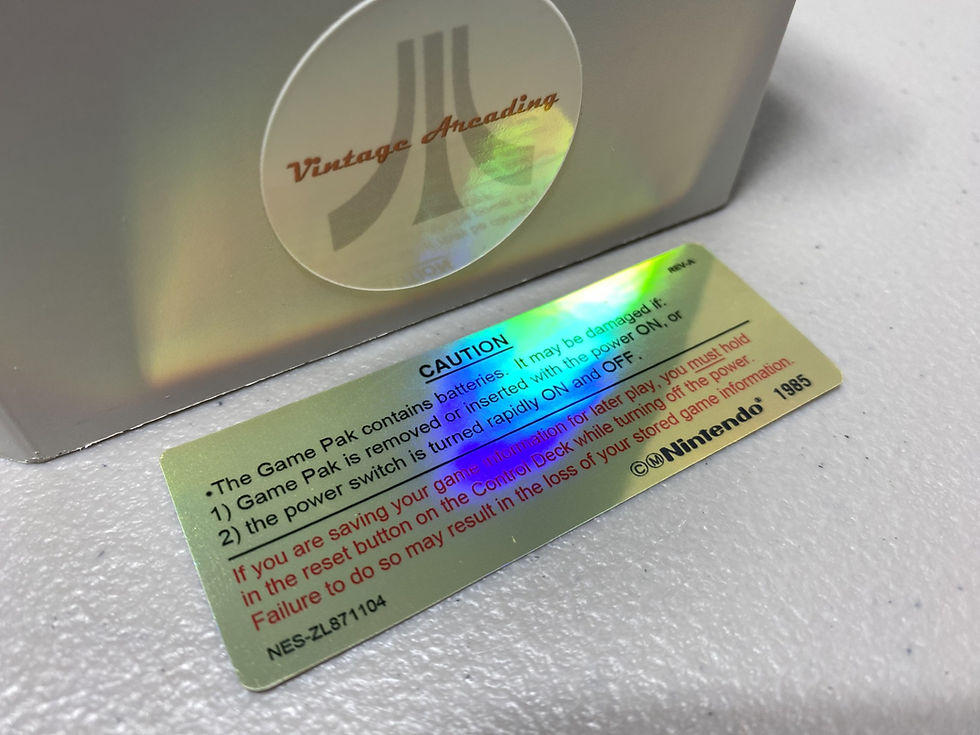 Vintage Arcading
REV-A
CAUTION
•The Game Pak contains batteries. It may be damaged if:
1) Game Pak is removed or inserted with the power ON, or
2) the power switch is turned rapidly ON and OFF.
If you are saving your game information for later play, you must hold
in the reset button on the Control Deck while turning off the power.
Failure to do so may result in the loss of your stored game information.
©ⓂNintendo® 1985
NES-ZL871104